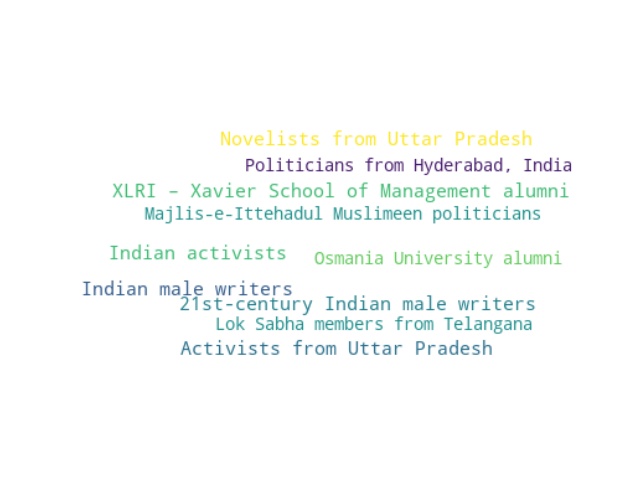 Novelists from Uttar Pradesh
Politicians from Hyderabad, India
XLRI – Xavier School of Management alumni
Majlis-e-Ittehadul Muslimeen politicians
Indian activists
Osmania University alumni
Indian male writers
21st-century Indian male writers
Lok Sabha members from Telangana
Activists from Uttar Pradesh